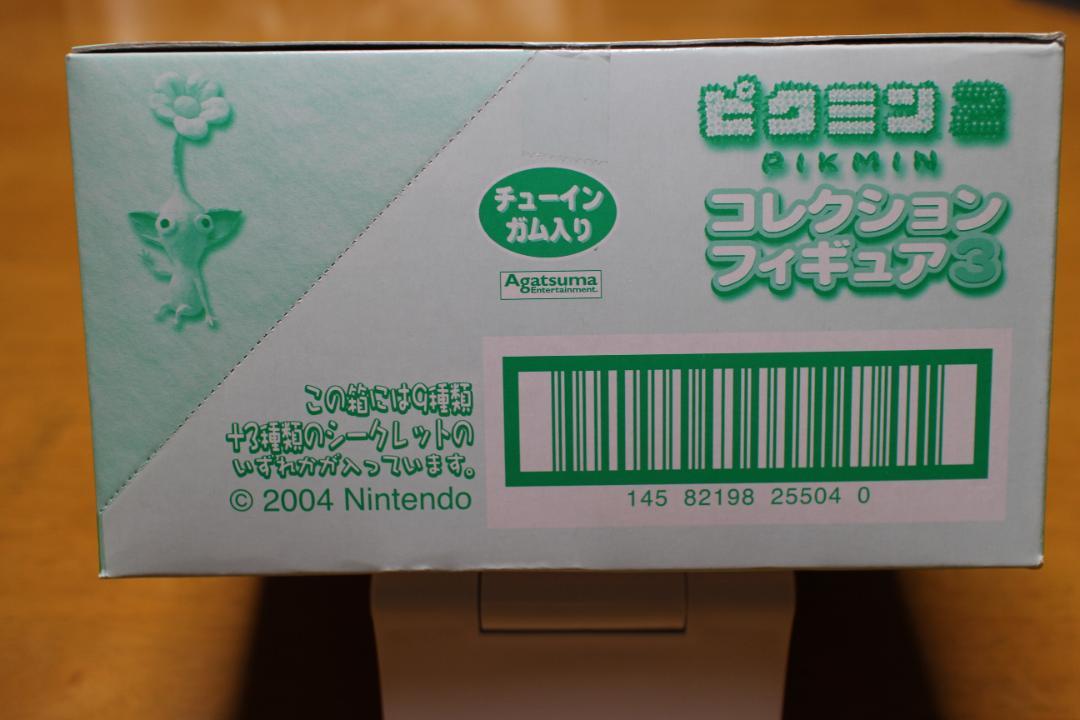 ピクミン2
PIKMIN
コレクション
フィギュア3
チューイン
ガム入り
Agatsuma
Entertainment.
この箱には9種類
+3種類のシークレットの
いずれかが入っています。
© 2004 Nintendo
145 82198 25504 0